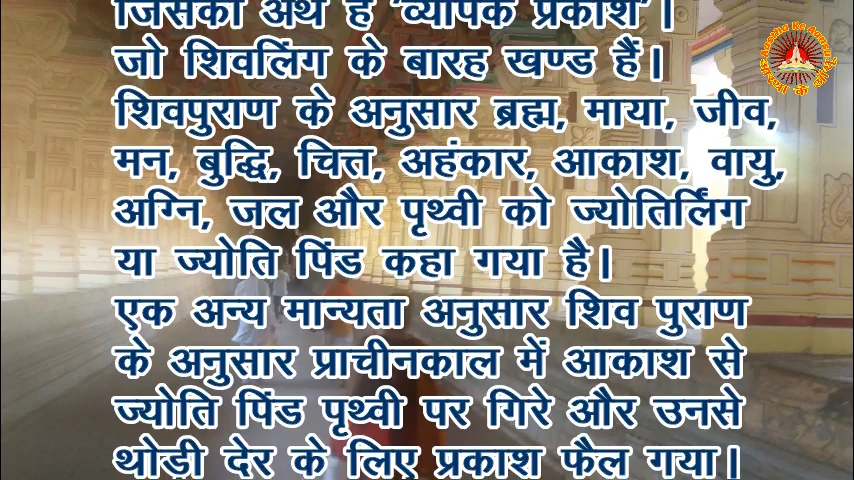 जिसका अर्थ है ‘व्यापक प्रकाश’।
जो शिवलिंग के बारह खण्ड हैं।
शिवपुराण के अनुसार ब्रह्म, माया, जीव,
मन, बुद्धि, चित्त, अहंकार, आकाश, वायु,
अग्नि, जल और पृथ्वी को ज्योतिर्लिंग
या ज्योति पिंड कहा गया है।
एक अन्य मान्यता अनुसार शिव पुराण
के अनुसार प्राचीनकाल में आकाश से
ज्योति पिंड पृथ्वी पर गिरे और उनसे
थोड़ी देर के लिए प्रकाश फैल गया।